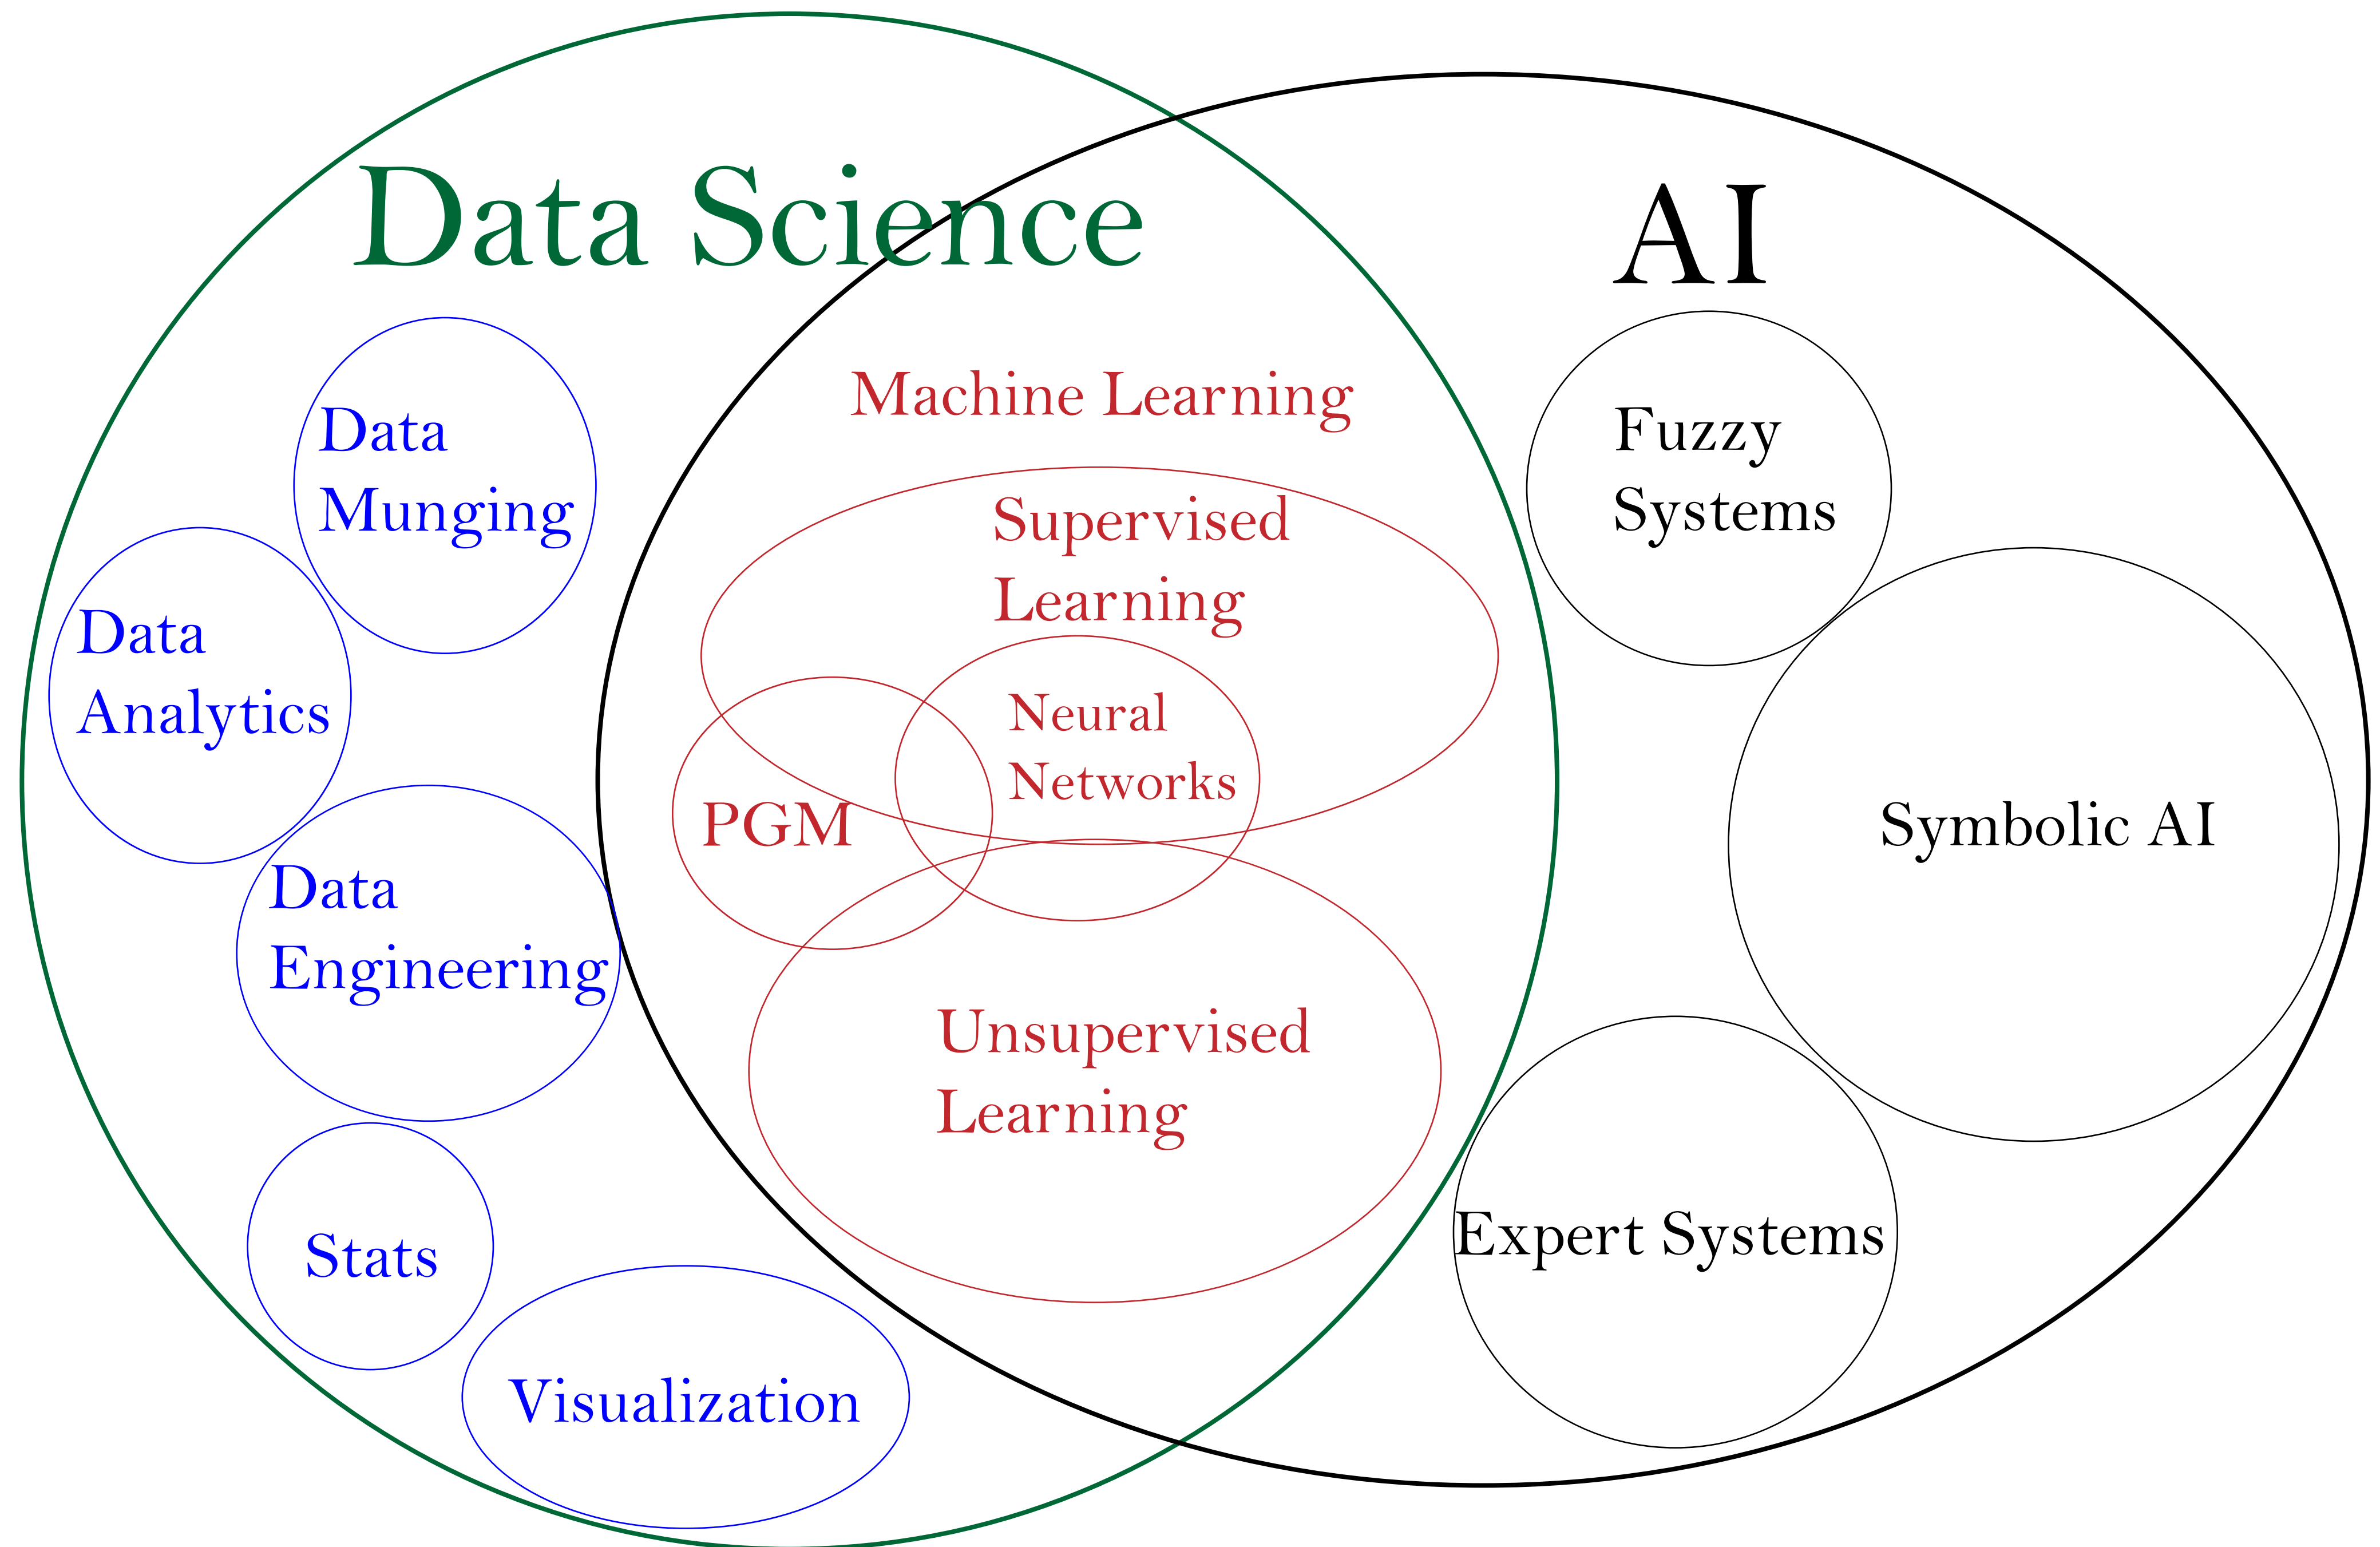 Data Science
AI
Machine Learning
Data
Munging
Fuzzy
Systems
Supervised
Learning
Data
Analytics
Neural
Networks
PGM
Symbolic AI
Data
Engineering
Unsupervised
Learning
Stats
Expert Systems
Visualization